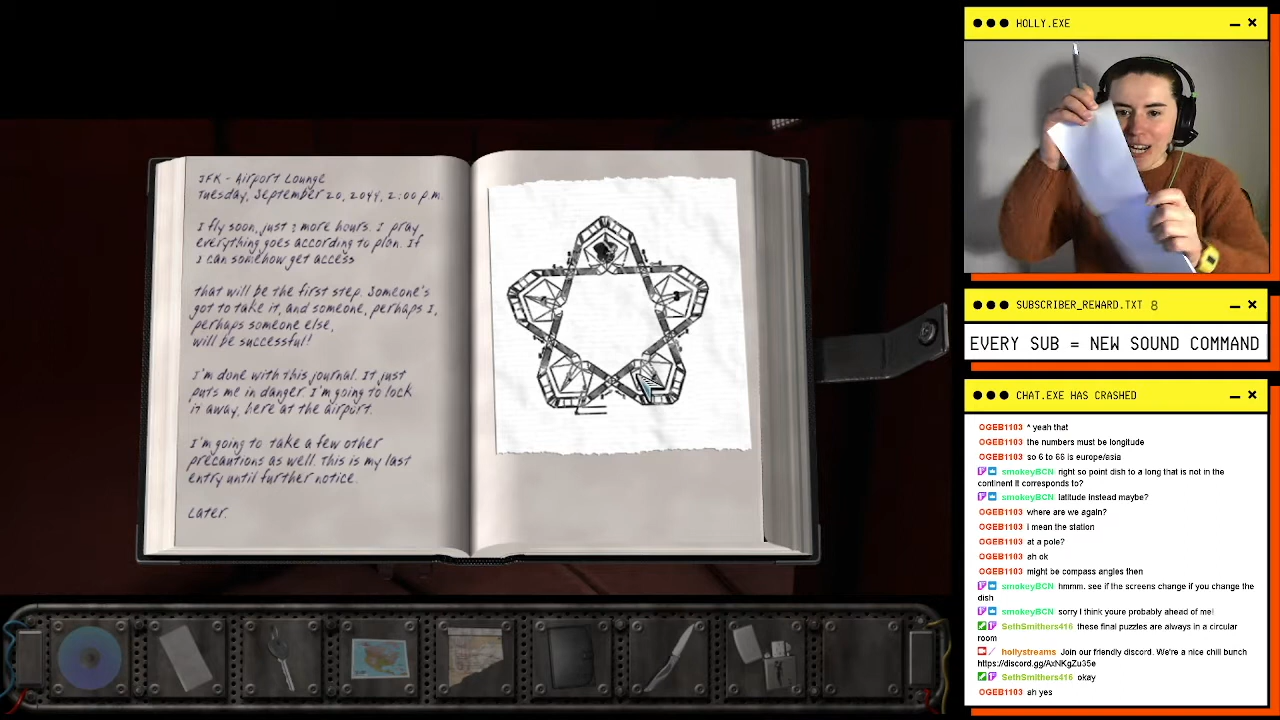 JFK - Airport Lounge
Tuesday, September 20, 2044, 2:00 p.m.
I fly soon, just 2 more hours. I pray
everything goes according to plan. If
I can somehow get access
that will be the first step. Someone's
got to take it, and someone, perhaps I,
perhaps someone else,
will be successful!
I'm done with this journal. It just
puts me in danger. I'm going to lock
it away, here at the airport.
I'm going to take a few other
precautions as well. This is my last
entry until further notice.
Later.
HOLLY.EXE
SUBSCRIBER_REWARD.TXT 8
EVERY SUB = NEW SOUND COMMAND
CHAT.EXE HAS CRASHED
OGEB1103 ^ yeah that
OGEB1103 the numbers must be longitude
OGEB1103 so 6 to 66 is europe/asia
smokeyBCN right so point dish to a long that is not in the
continent it corresponds to?
smokeyBCN latitude instead maybe?
OGEB1103 where are we again?
OGEB1103 i mean the station
OGEB1103 at a pole?
OGEB1103 ah ok
OGEB1103 might be compass angles then
smokeyBCN hmmm. see if the screens change if you change the
dish
smokeyBCN sorry I think youre probably ahead of me!
SethSmithers416 these final puzzles are always in a circular
room
hollystreams Join our friendly discord. We're a nice chill bunch
https://discord.gg/AxNKgZu35e
SethSmithers416 okay
OGEB1103 ah yes